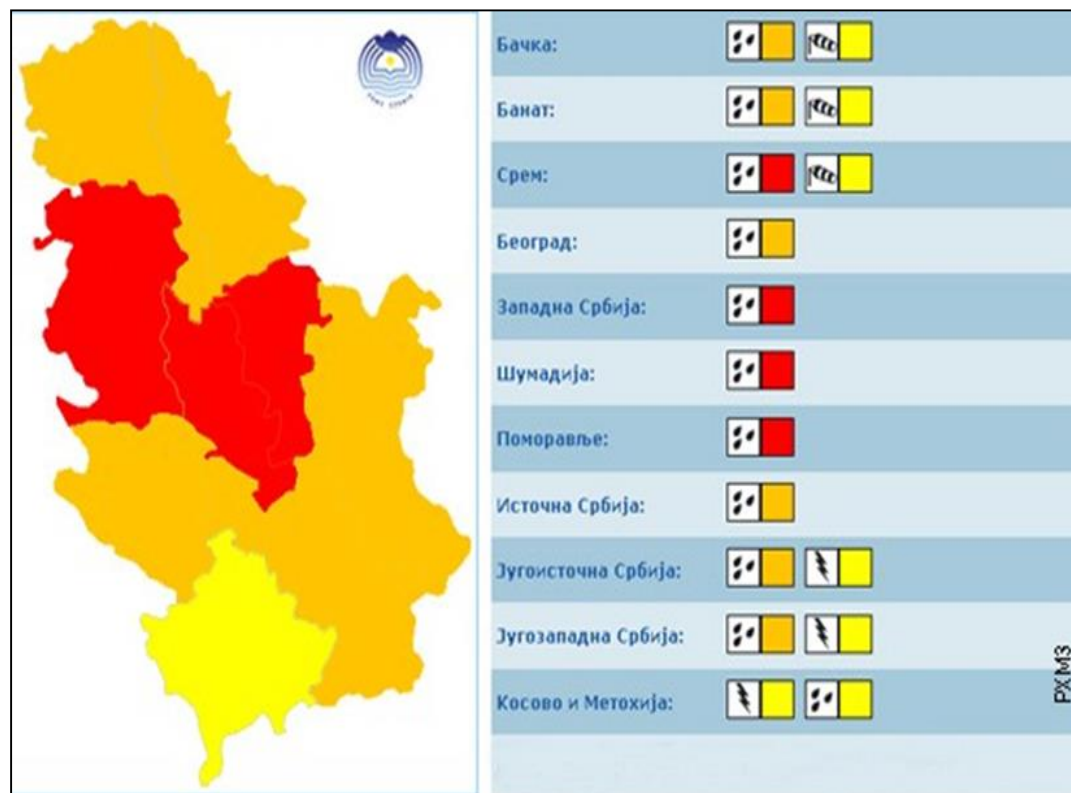 Бачка:
Банат:
Срем:
Београд:
Западна Србија:
Шумадија:
Поморавље:
Источна Србија:
Југоисточна Србија:
Југозападна Србија:
Косово и Метохија:
РХМЗ